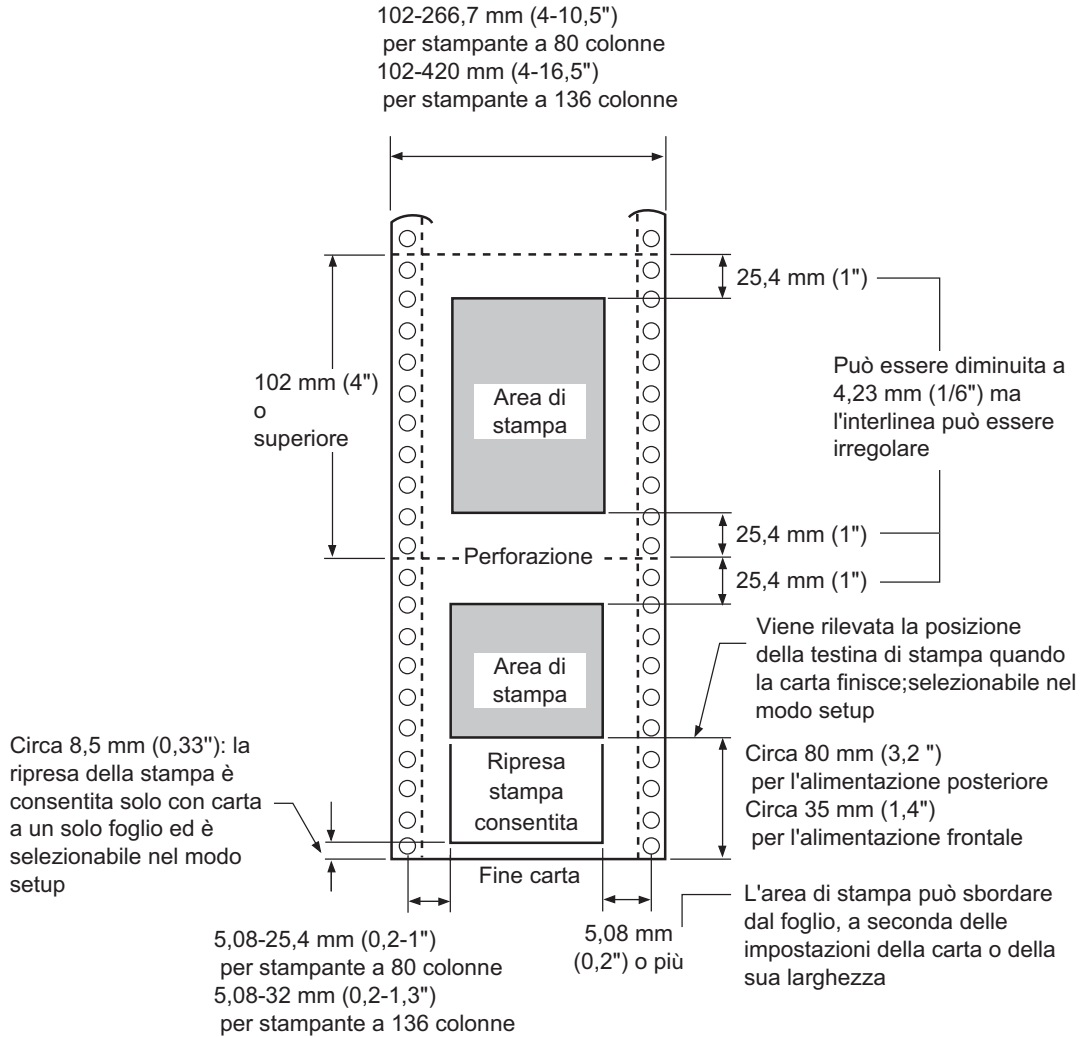 102-266,7 mm (4-10,5")
per stampante a 80 colonne
102-420 mm (4-16,5")
per stampante a 136 colonne
25,4 mm (1")
102 mm (4")
o
superiore
Area di
stampa
Può essere diminuita a
4,23 mm (1/6") ma
l'interlinea può essere
irregolare
25,4 mm (1")
Perforazione
25,4 mm (1")
Area di
stampa
Viene rilevata la posizione
della testina di stampa quando
la carta finisce;selezionabile nel
modo setup
Circa 8,5 mm (0,33"): la
ripresa della stampa è
consentita solo con carta
a un solo foglio ed è
selezionabile nel modo
setup
Ripresa
stampa
consentita
Circa 80 mm (3,2 ")
per l'alimentazione posteriore
Circa 35 mm (1,4")
per l'alimentazione frontale
Fine carta
5,08-25,4 mm (0,2-1")
per stampante a 80 colonne
5,08-32 mm (0,2-1,3")
per stampante a 136 colonne
5,08 mm
(0,2") o più
L'area di stampa può sbordare
dal foglio, a seconda delle
impostazioni della carta o della
sua larghezza